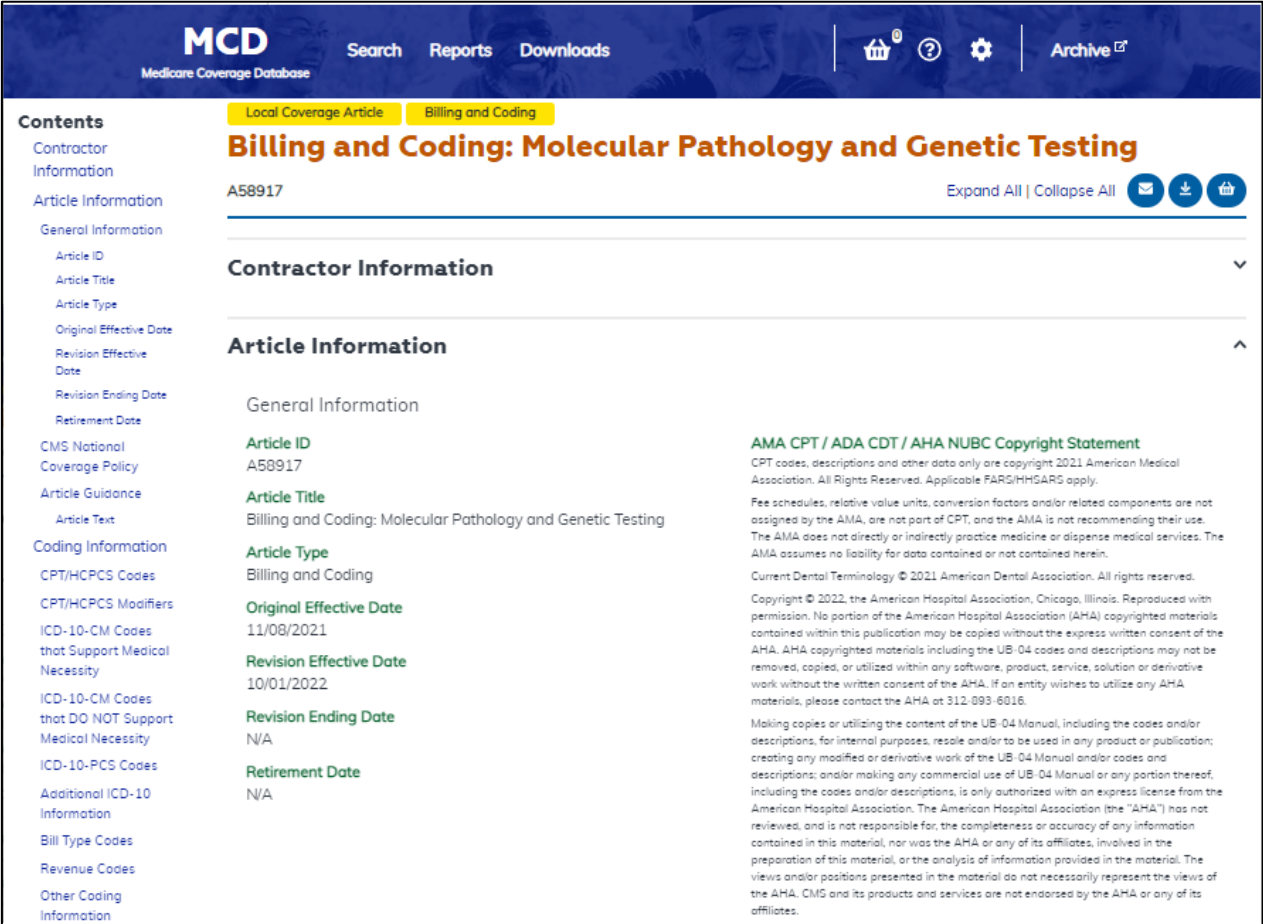 MCD
Medicare Coverage Database
Search Reports Downloads
0
Archive
Contents
Contractor
Information
Article Information
General Information
Article ID
Article Title
Article Type
Original Effective Date
Revision Effective
Date
Revision Ending Date
Retirement Date
CMS National
Coverage Policy
Article Guidance
Article Text
Coding Information
CPT/HCPCS Codes
CPT/HCPCS Modifiers
ICD-10-CM Codes
that Support Medical
Necessity
ICD-10-CM Codes
that DO NOT Support
Medical Necessity
ICD-10-PCS Codes
Additional ICD-10
Information
Bill Type Codes
Revenue Codes
Other Coding
Information
Local Coverage Article Billing and Coding
Billing and Coding: Molecular Pathology and Genetic Testing
A58917
Expand All | Collapse All
Contractor Information
Article Information
General Information
Article ID
A58917
Article Title
Billing and Coding: Molecular Pathology and Genetic Testing
Article Type
Billing and Coding
Original Effective Date
11/08/2021
Revision Effective Date
10/01/2022
Revision Ending Date
N/A
Retirement Date
N/A
AMA CPT / ADA CDT / AHA NUBC Copyright Statement
CPT codes, descriptions and other data only are copyright 2021 American Medical
Association. All Rights Reserved. Applicable FARS/HHSARS apply.
Fee schedules, relative value units, conversion factors and/or related components are not
assigned by the AMA, are not part of CPT, and the AMA is not recommending their use.
The AMA does not directly or indirectly practice medicine or dispense medical services. The
AMA assumes no liability for data contained or not contained herein.
Current Dental Terminology © 2021 American Dental Association. All rights reserved.
Copyright © 2022, the American Hospital Association, Chicago, Illinois. Reproduced with
permission. No portion of the American Hospital Association (AHA) copyrighted materials
contained within this publication may be copied without the express written consent of the
AHA. AHA copyrighted materials including the UB-04 codes and descriptions may not be
removed, copied, or utilized within any software, product, service, solution or derivative
work without the written consent of the AHA. If an entity wishes to utilize any AHA
materials, please contact the AHA at 312-893-6816.
Making copies or utilizing the content of the UB-04 Manual, including the codes and/or
descriptions, for internal purposes, resale and/or to be used in any product or publication;
creating any modified or derivative work of the UB-04 Manual and/or codes and
descriptions; and/or making any commercial use of UB-04 Manual or any portion thereof,
including the codes and/or descriptions, is only authorized with an express license from the
American Hospital Association. The American Hospital Association (the "AHA") has not
reviewed, and is not responsible for, the completeness or accuracy of any information
contained in this material, nor was the AHA or any of its affiliates, involved in the
preparation of this material, or the analysis of information provided in the material. The
views and/or positions presented in the material do not necessarily represent the views of
the AHA. CMS and its products and services are not endorsed by the AHA or any of its
affiliates.